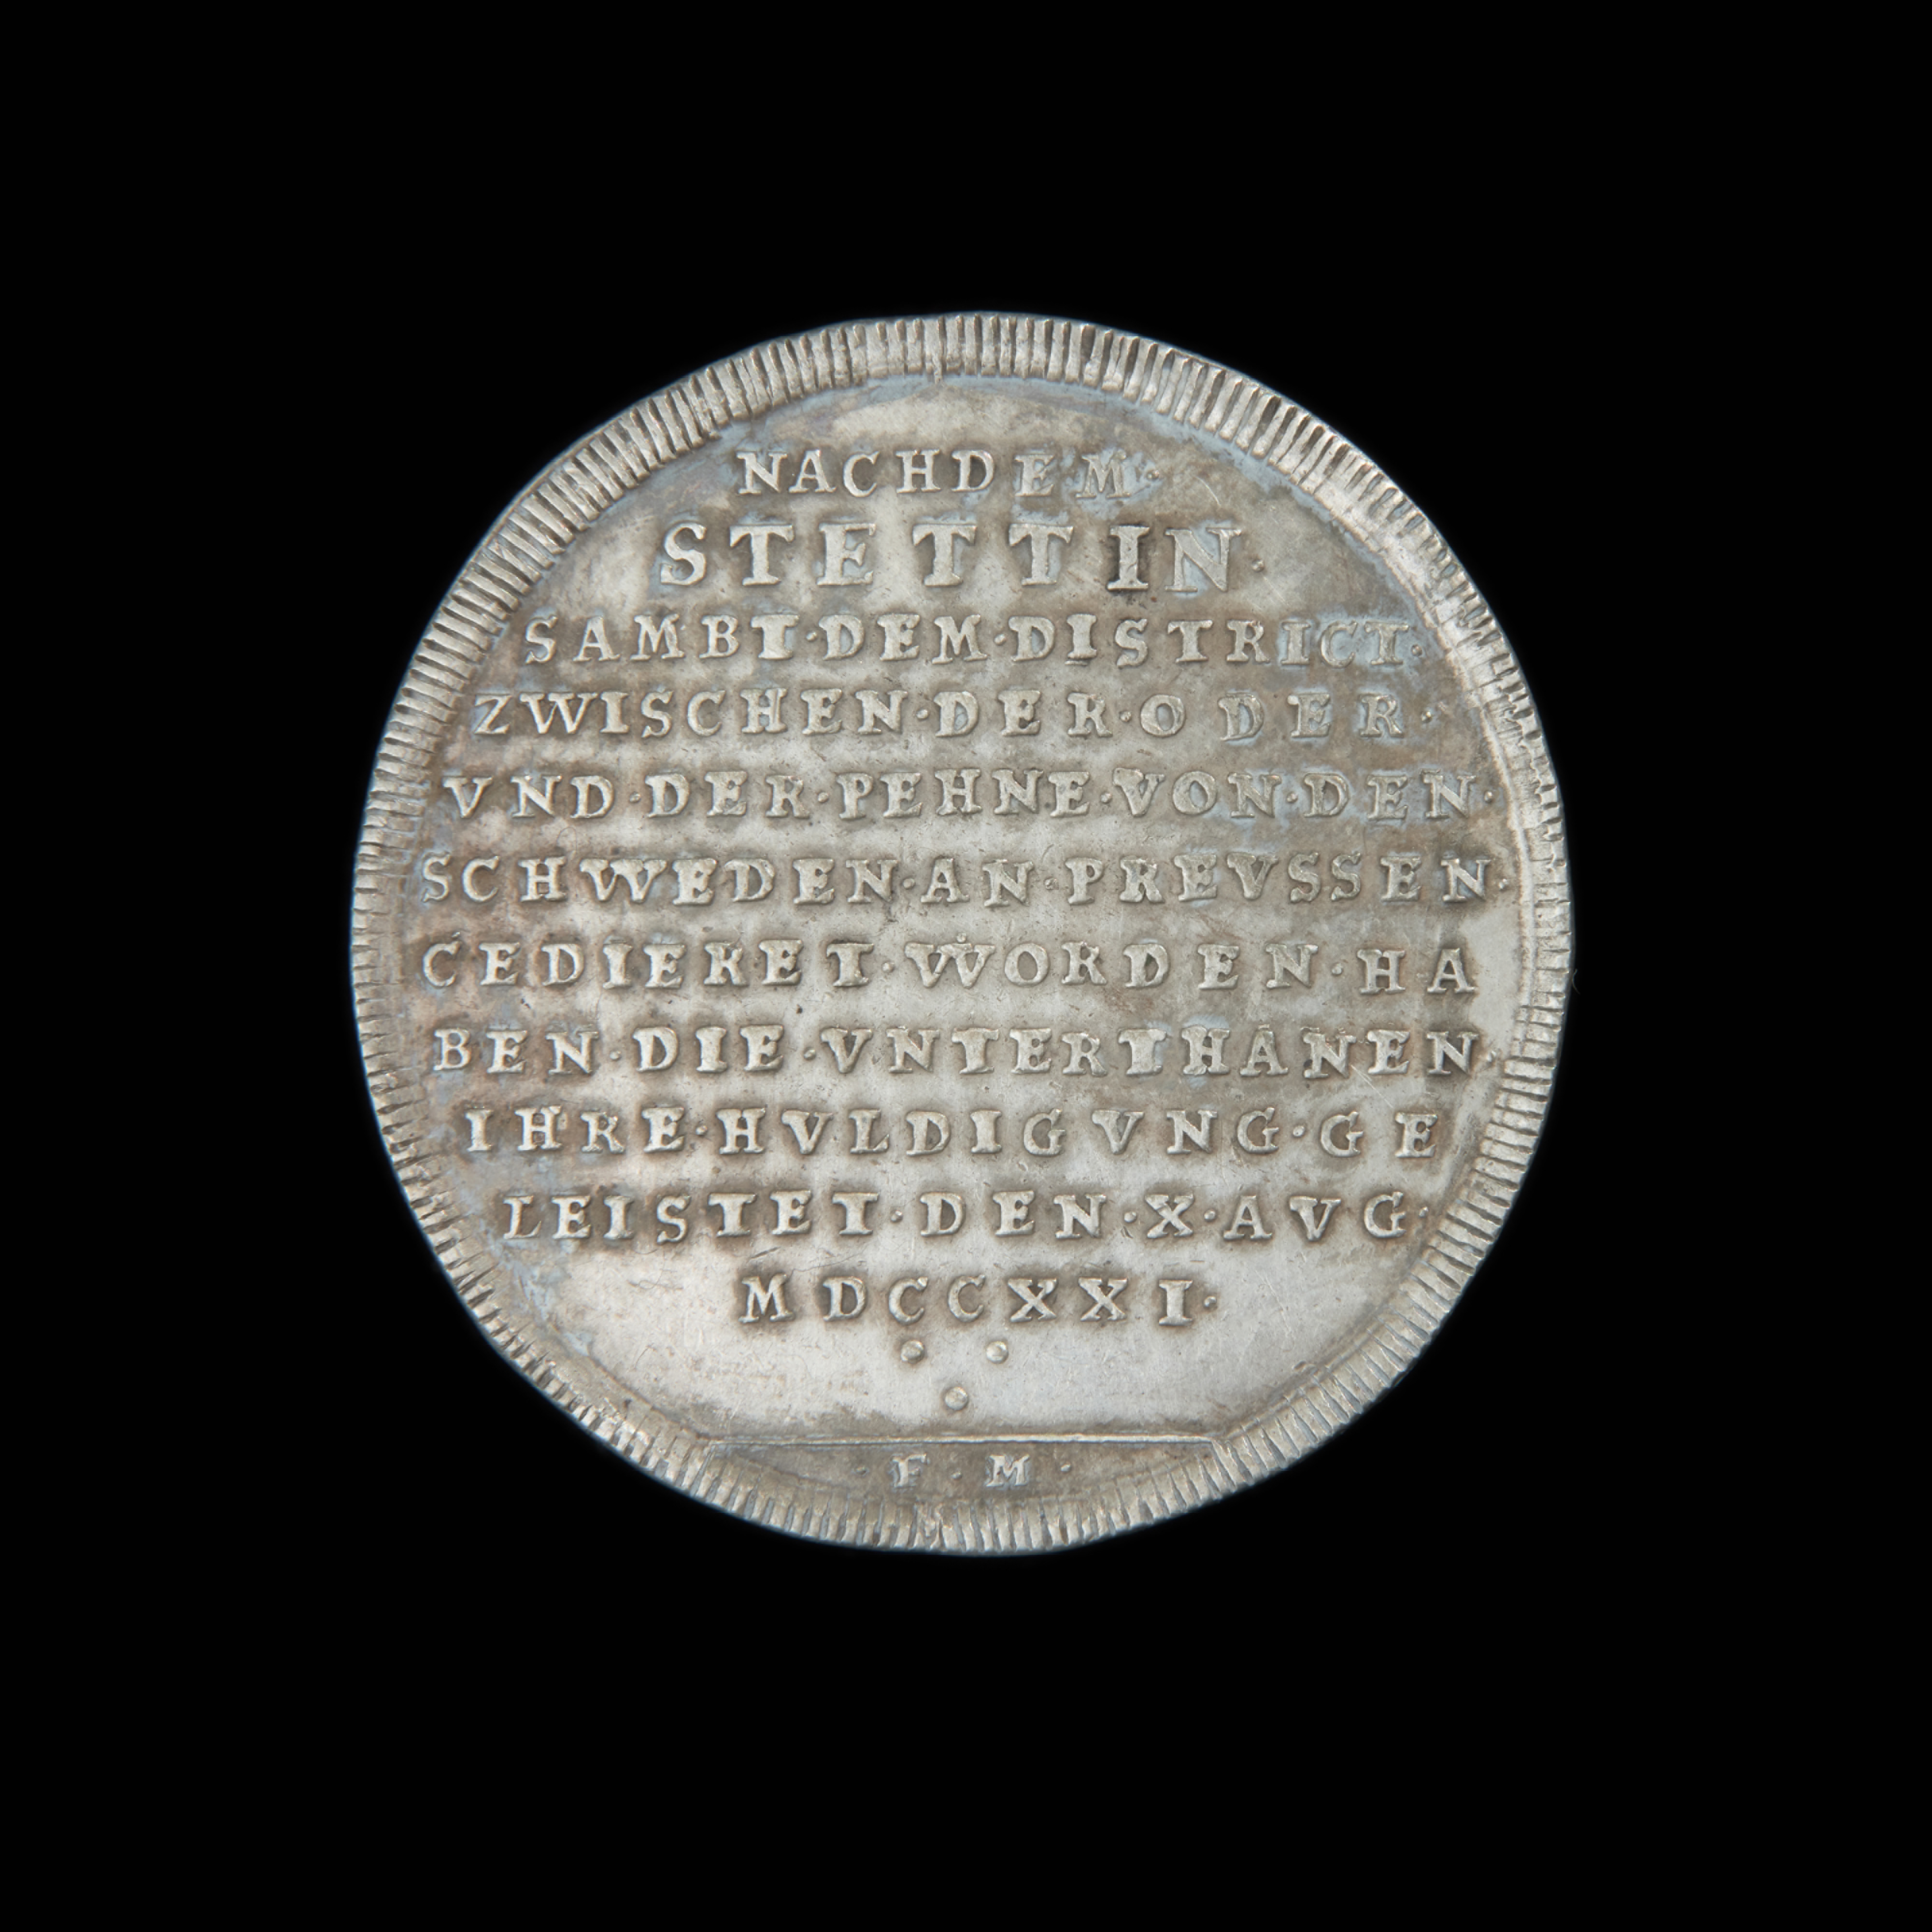 NACHDEM·
STETTIN·
SAMBT·DEM·DISTRICT·
ZWISCHEN·DER·ODER·
VND·DER·PEHNE·VON·DEN·
SCHWEDEN·AN·PREVSSEN·
CEDIERET·WORDEN·HA
BEN·DIE·VNTERTHANEN
IHRE·HVLDIGVNG·GE
LEISTET·DEN·X·AVG·
MDCCXXI·
·F·M·